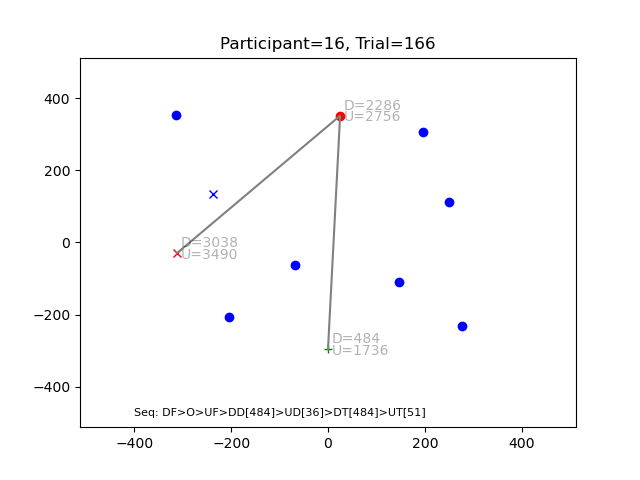 Participant=16, Trial=166
D=2286
U=2756
D=3038
U=3490
D=484
U=1736
Seq: DF>O>UF>DD[484]>UD[36]>DT[484]>UT[51]
400
200
0
−200
−400
−400 −200 0 200 400